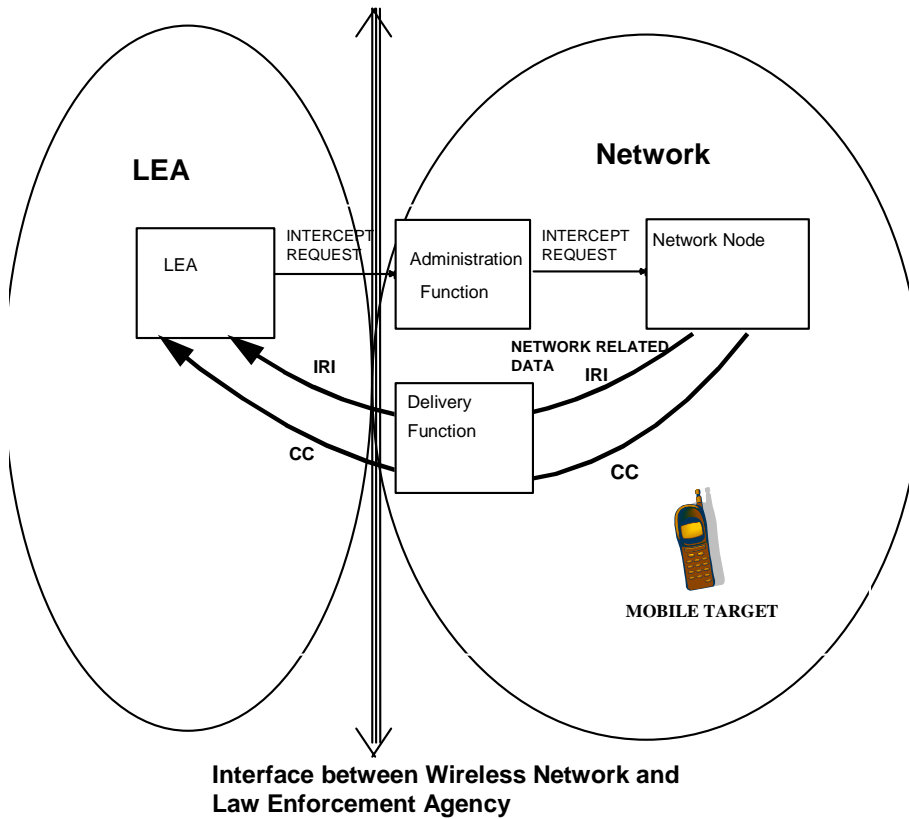 LEA
Network
LEA
INTERCEPT
REQUEST
Administration
Function
INTERCEPT
REQUEST
Network Node
NETWORK RELATED
DATA
IRI
IRI
Delivery
Function
CC
CC
MOBILE TARGET
Interface between Wireless Network and
Law Enforcement Agency